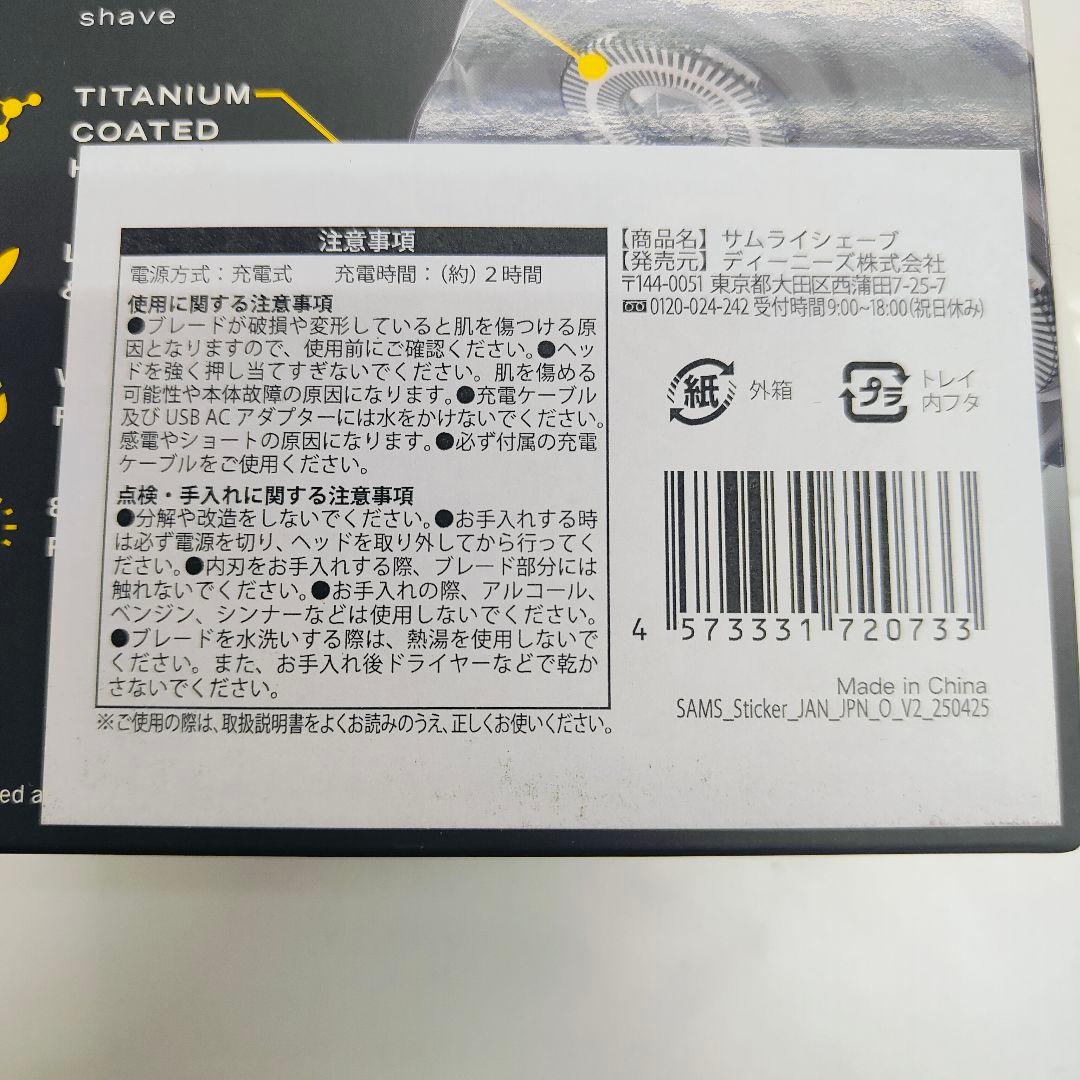 shave
TITANIUM
COATED
注意事項
電源方式：充電式　充電時間：（約）２時間
使用に関する注意事項
●ブレードが破損や変形していると肌を傷つける原
因となりますので、使用前にご確認ください。●ヘッ
ドを強く押し当てすぎないでください。肌を傷める
可能性や本体故障の原因になります。●充電ケーブル
及び USB AC アダプターには水をかけないでください。
感電やショートの原因になります。●必ず付属の充電
ケーブルをご使用ください。
点検・手入れに関する注意事項
●分解や改造をしないでください。●お手入れする時
は必ず電源を切り、ヘッドを取り外してから行ってく
ださい。●内刃をお手入れする際、ブレード部分には
触れないでください。●お手入れの際、アルコール、
ベンジン、シンナーなどは使用しないでください。
●ブレードを水洗いする際は、熱湯を使用しないで
ください。また、お手入れ後ドライヤーなどで乾か
さないでください。
※ご使用の際は、取扱説明書をよくお読みのうえ、正しくお使いください。
【商品名】サムライシェーブ
【発売元】ディーニーズ株式会社
〒144-0051 東京都大田区西蒲田7-25-7
0120-024-242 受付時間9:00~18:00（祝日休み）
紙 外箱
プラ トレイ
内フタ
4 573331 720733
Made in China
SAMS_Sticker_JAN_JPN_O_V2_250425
ed a